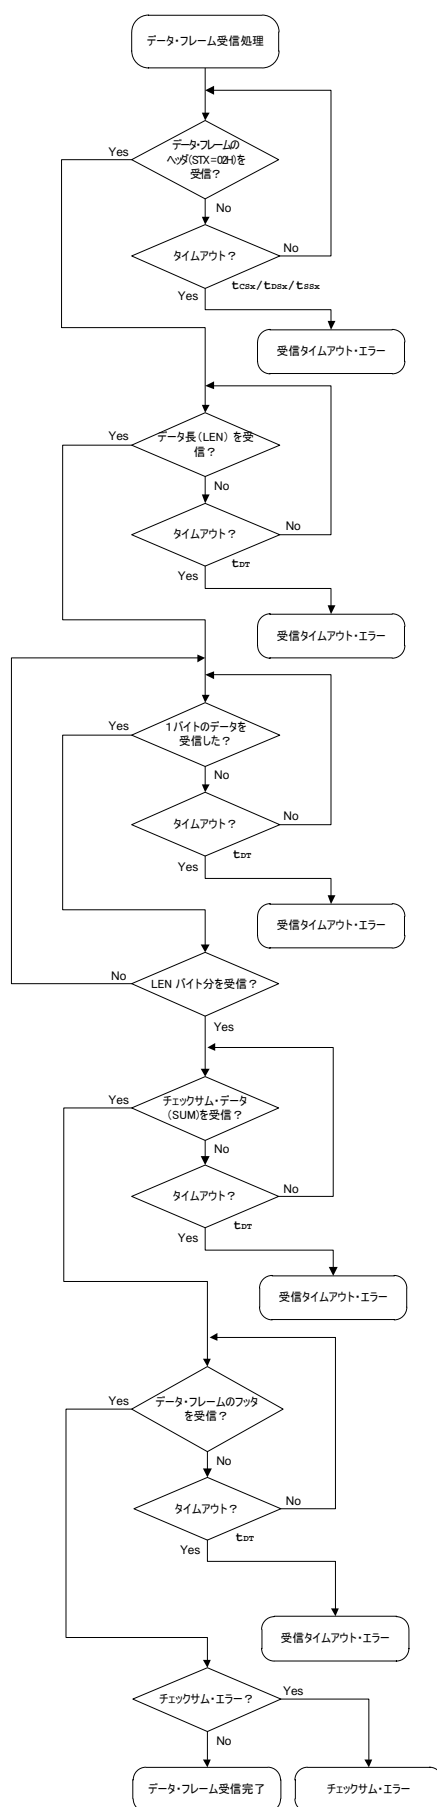 データ・フレーム受信処理
Yes
データ・フレームの
ヘッダ(STX=02H)を
受信？
No
タイムアウト？
No
Yes
tCSx/tDSx/tSSx
受信タイムアウト・エラー
Yes
データ長(LEN) を受
信？
No
タイムアウト？
No
Yes
tDT
受信タイムアウト・エラー
Yes
1バイトのデータを
受信した？
No
タイムアウト？
No
Yes
tDT
受信タイムアウト・エラー
No
LEN バイト分を受信？
Yes
Yes
チェックサム・データ
(SUM)を受信？
No
タイムアウト？
No
Yes
tDT
受信タイムアウト・エラー
Yes
データ・フレームのフッタ
を受信？
No
タイムアウト？
No
Yes
tDT
受信タイムアウト・エラー
チェックサム・エラー？
Yes
No
データ・フレーム受信完了
チェックサム・エラー